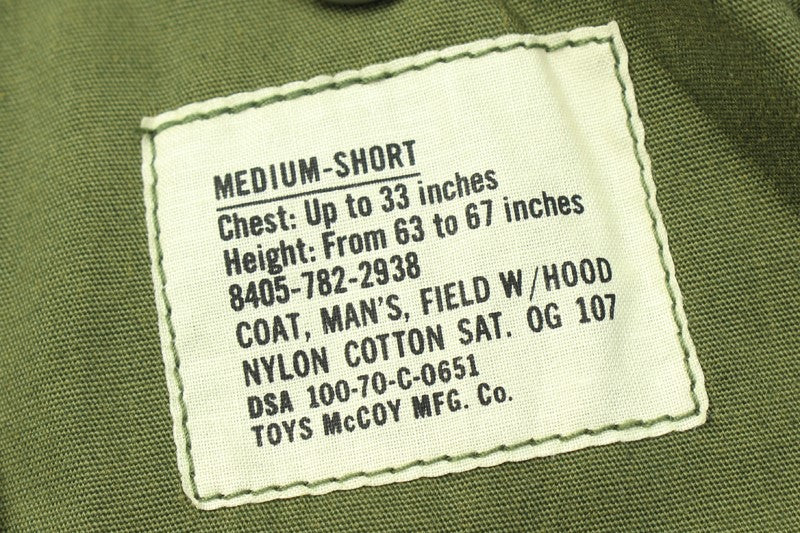 MEDIUM-SHORT
Chest: Up to 33 inches
Height: From 63 to 67 inches
8405-782-2938
COAT, MAN'S, FIELD W/HOOD
NYLON COTTON SAT. OG 107
DSA 100-70-C-0651
TOYS McCOY MFG. Co.